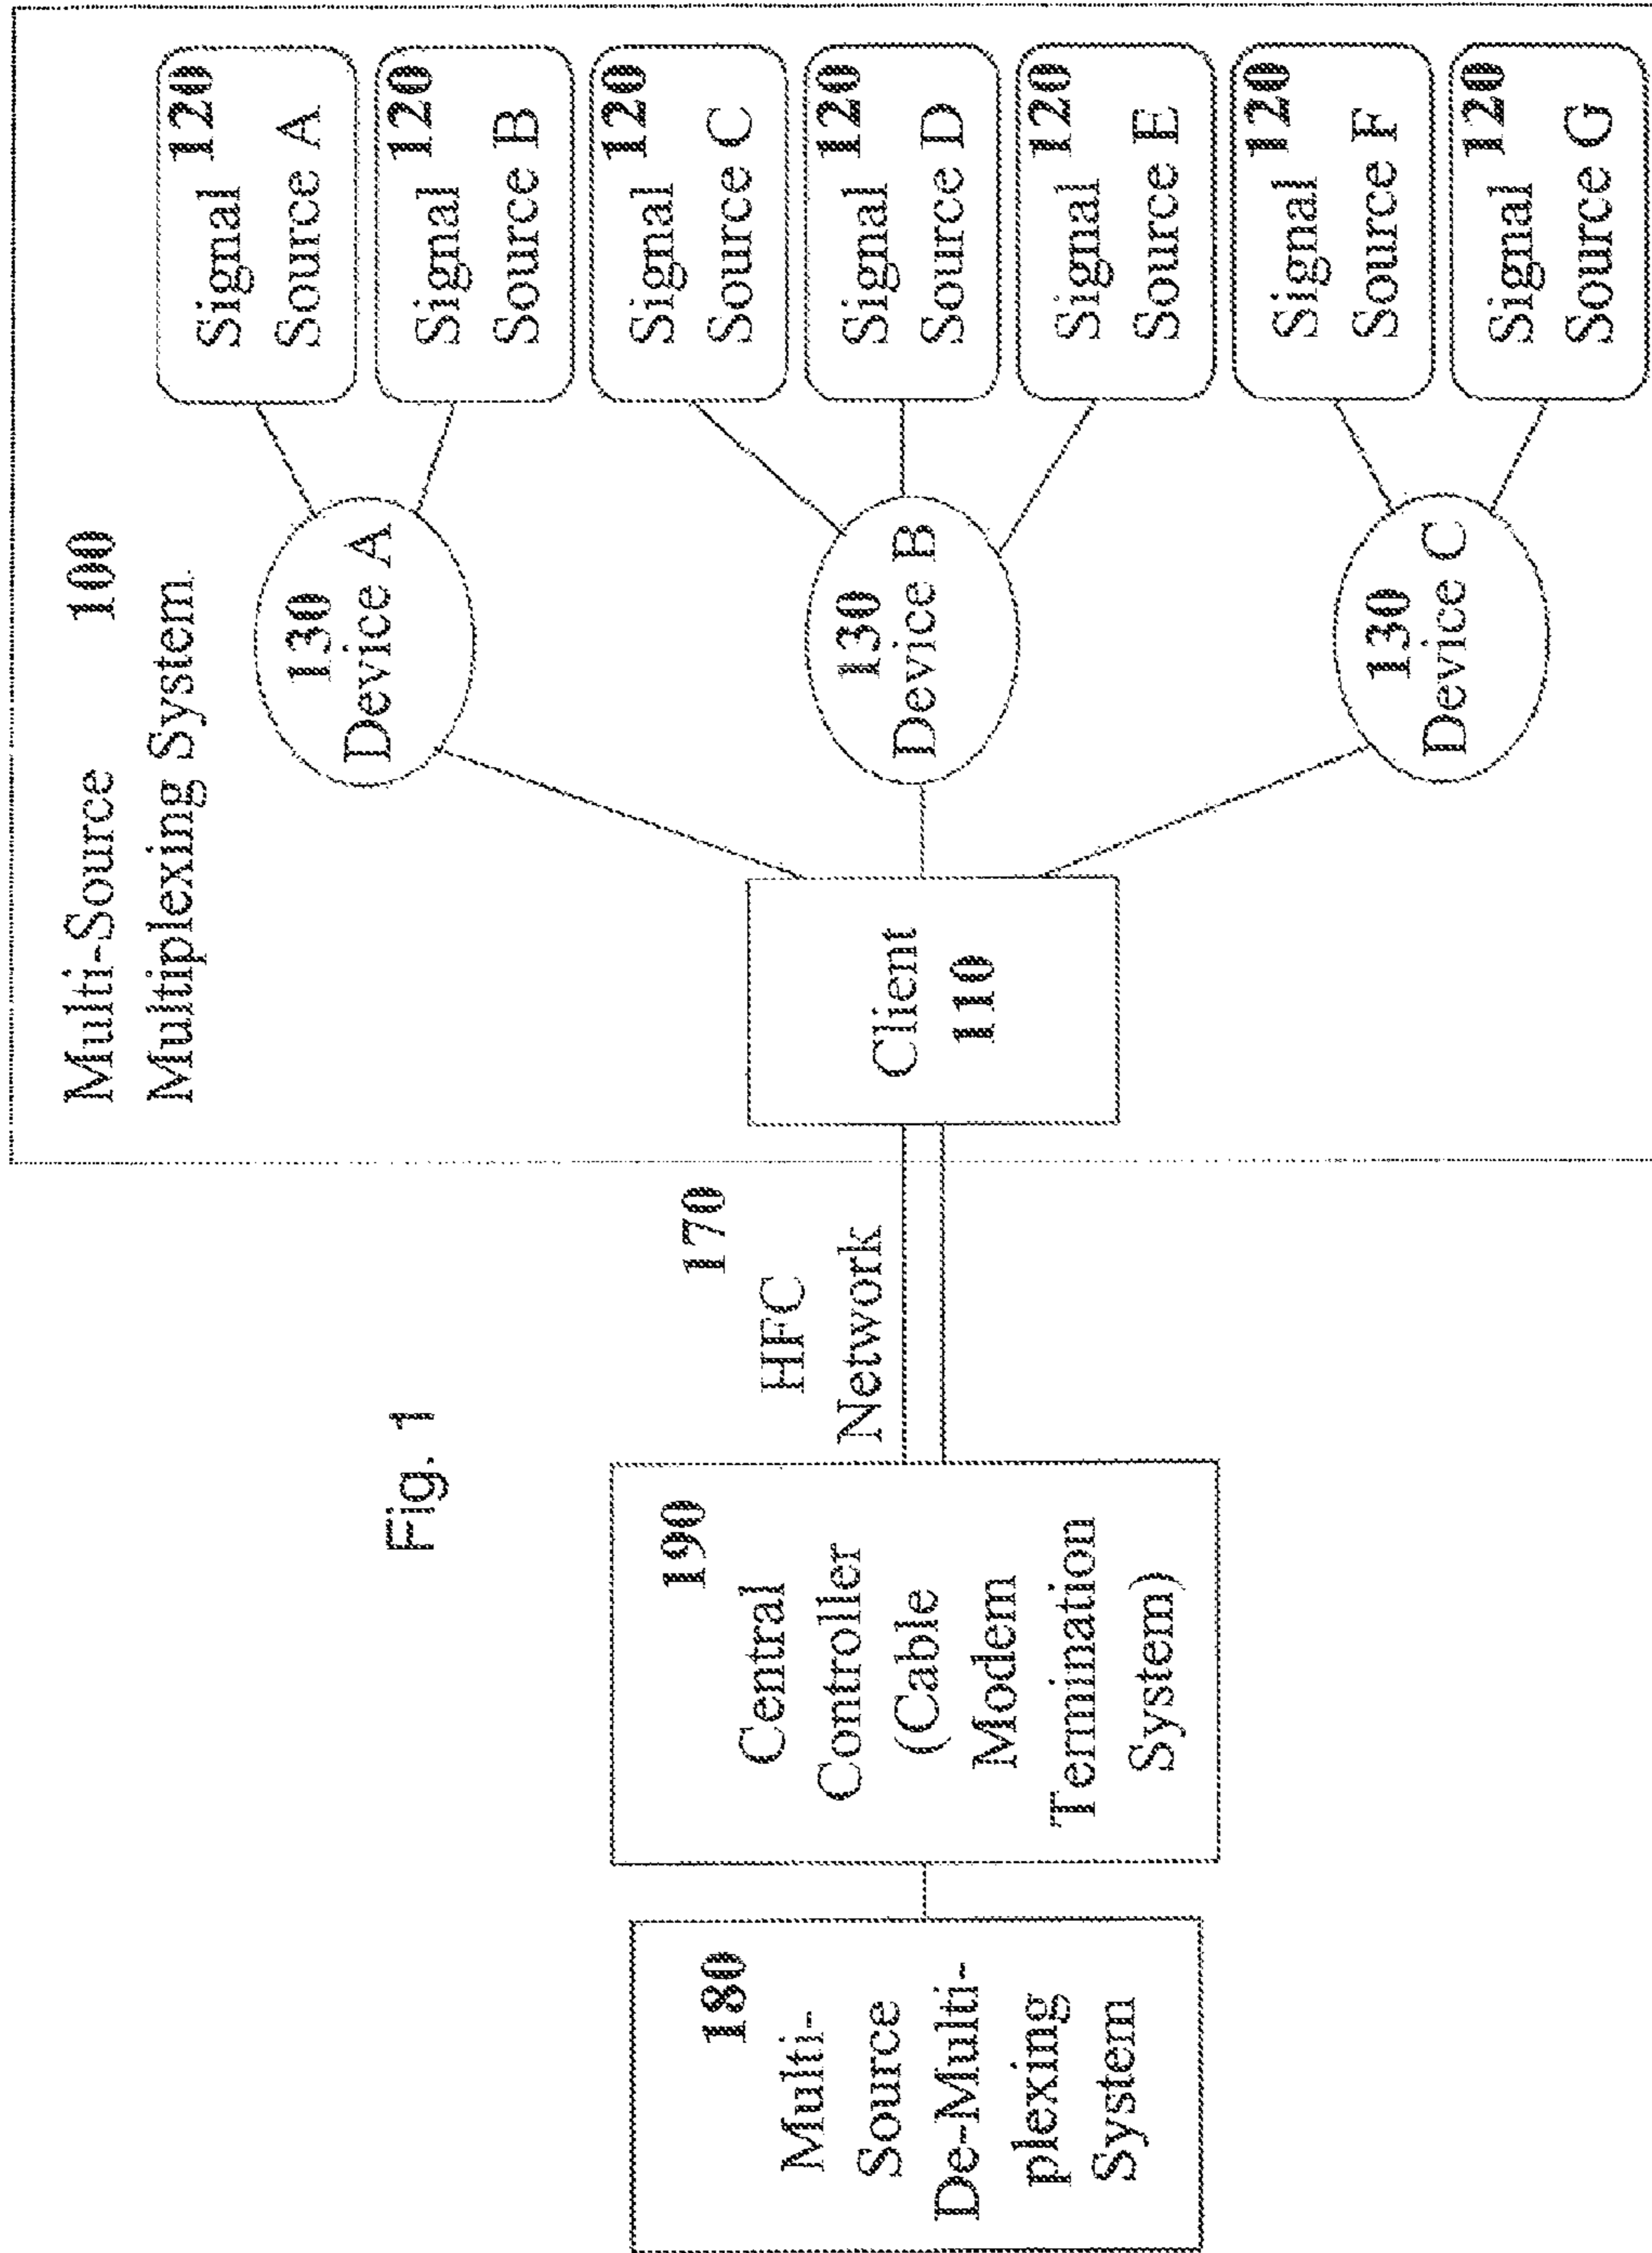 Fig. 1
180
Multi-
Source
De-Multi-
plexing
System
190
Central
Controller
(Cable
Modem
Termination
System)
170
HFC
Network
Multi-Source 100
Multiplexing System
Client
110
130
Device A
130
Device B
130
Device C
Signal 120
Source A
Signal 120
Source B
Signal 120
Source C
Signal 120
Source D
Signal 120
Source E
Signal 120
Source F
Signal 120
Source G